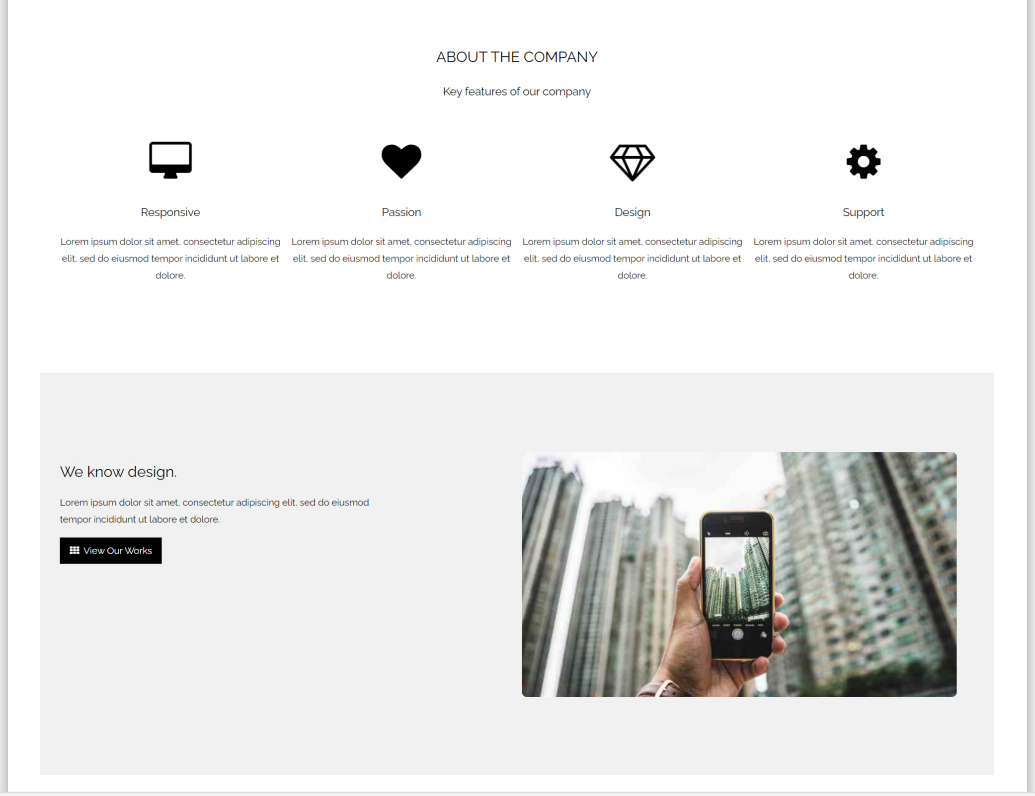 ABOUT THE COMPANY
Key features of our company
Responsive
Lorem ipsum dolor sit amet, consectetur adipiscing
elit, sed do eiusmod tempor incididunt ut labore et
dolore.
Passion
Lorem ipsum dolor sit amet, consectetur adipiscing
elit, sed do eiusmod tempor incididunt ut labore et
dolore.
Design
Lorem ipsum dolor sit amet, consectetur adipiscing
elit, sed do eiusmod tempor incididunt ut labore et
dolore.
Support
Lorem ipsum dolor sit amet, consectetur adipiscing
elit, sed do eiusmod tempor incididunt ut labore et
dolore.
We know design.
Lorem ipsum dolor sit amet, consectetur adipiscing elit, sed do eiusmod
tempor incididunt ut labore et dolore.
View Our Works